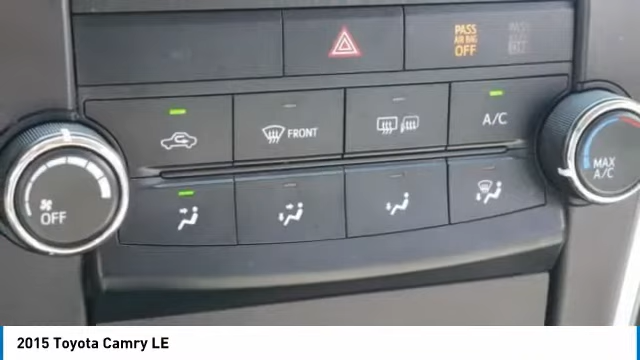 PASS
AIR BAG
OFF
FRONT
A/C
OFF
MAX
A/C
2015 Toyota Camry LE